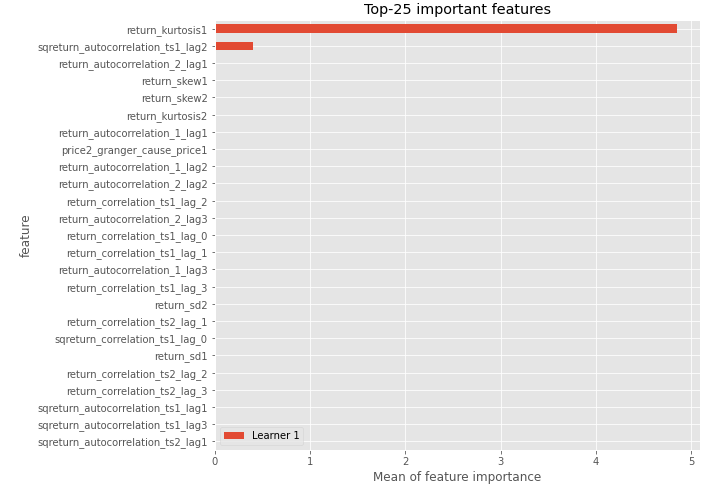 Top-25 important features
return_kurtosis1
sqreturn_autocorrelation_ts1_lag2
return_autocorrelation_2_lag1
return_skew1
return_skew2
return_kurtosis2
return_autocorrelation_1_lag1
price2_granger_cause_price1
return_autocorrelation_1_lag2
return_autocorrelation_2_lag2
return_correlation_ts1_lag_2
return_autocorrelation_2_lag3
return_correlation_ts1_lag_0
return_correlation_ts1_lag_1
return_autocorrelation_1_lag3
return_correlation_ts1_lag_3
return_sd2
return_correlation_ts2_lag_1
sqreturn_correlation_ts1_lag_0
return_sd1
return_correlation_ts2_lag_2
return_correlation_ts2_lag_3
sqreturn_autocorrelation_ts1_lag1
sqreturn_autocorrelation_ts1_lag3
sqreturn_autocorrelation_ts2_lag1
feature
Learner 1
0 1 2 3 4 5
Mean of feature importance